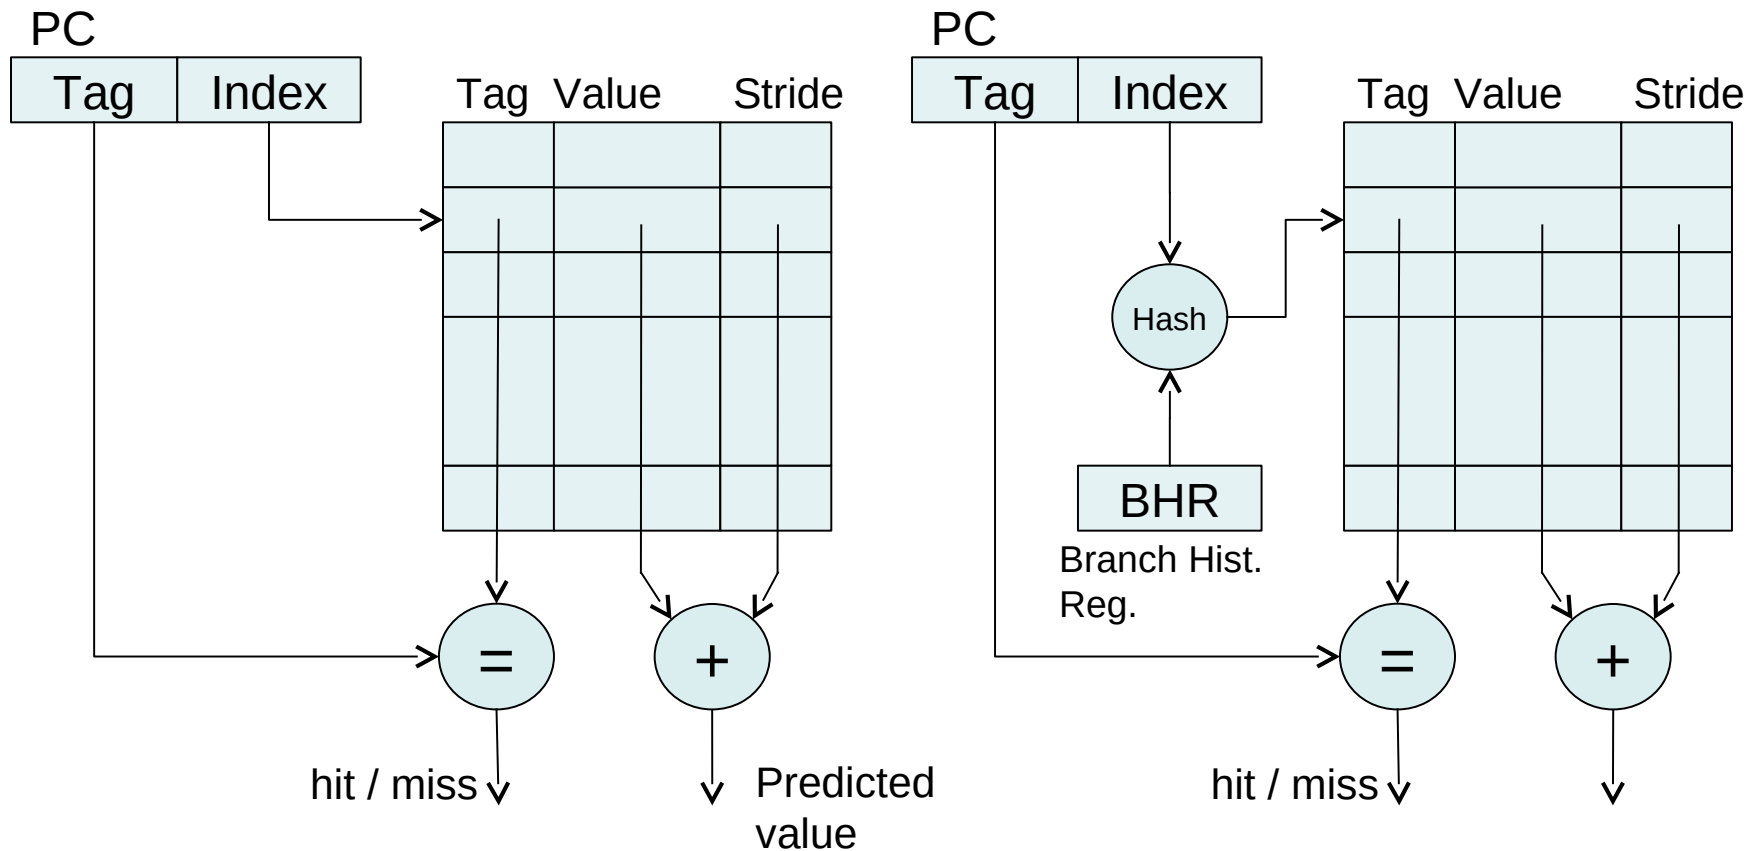 PC
Tag Index
Tag Value Stride
=
+
hit / miss
Predicted
value
PC
Tag Index
Tag Value Stride
Hash
BHR
Branch Hist.
Reg.
=
+
hit / miss